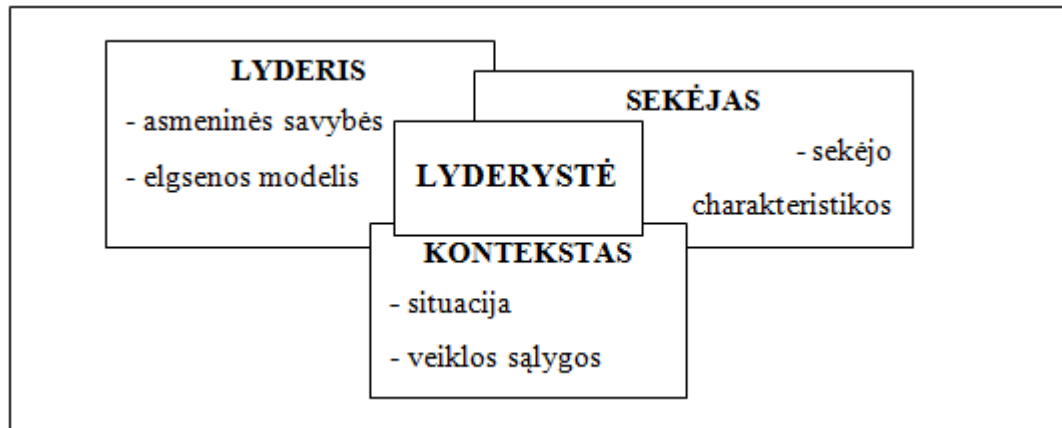 LYDERIS
- asmeninės savybės
- elgsenos modelis
SEKĖJAS
- sekėjo
charakteristikos
LYDERYSTĖ
KONTEKSTAS
- situacija
- veiklos sąlygos